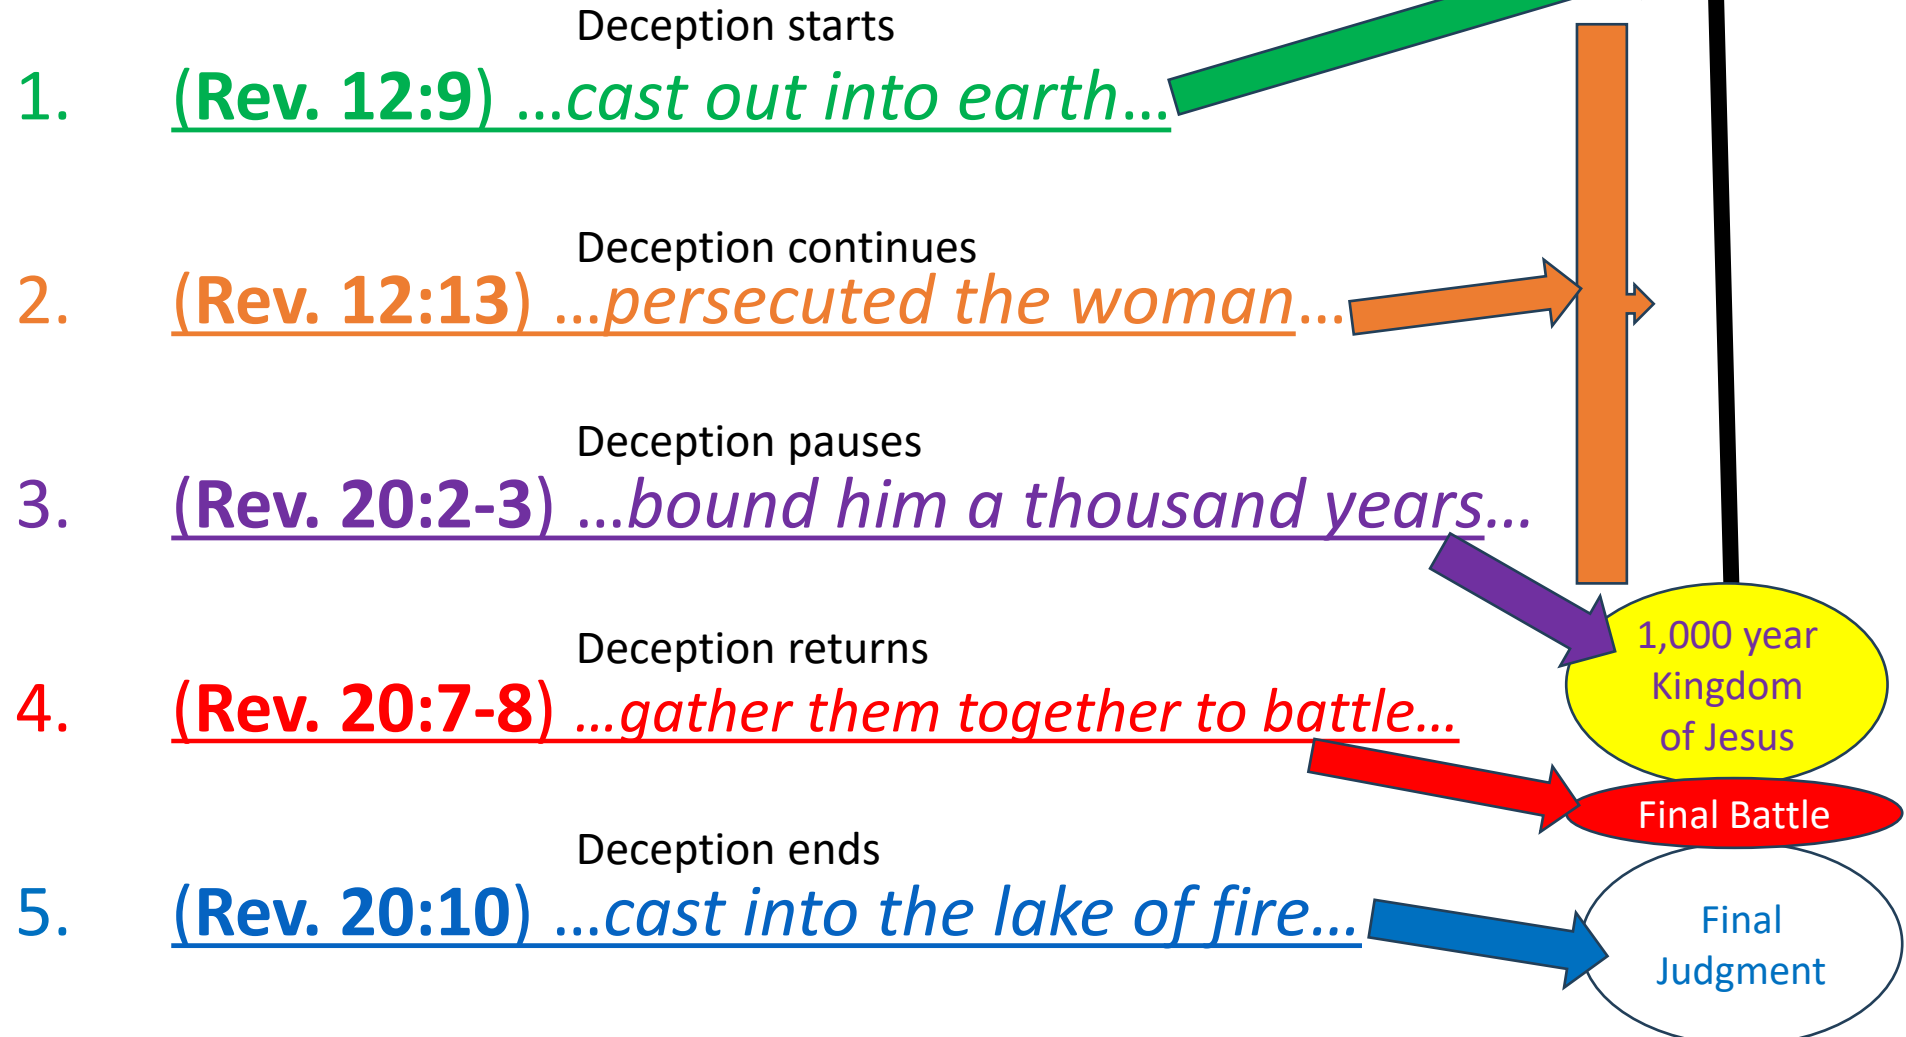 Deception starts
1. (Rev. 12:9) …cast out into earth…
Deception continues
2. (Rev. 12:13) …persecuted the woman…
Deception pauses
3. (Rev. 20:2-3) …bound him a thousand years…
Deception returns
4. (Rev. 20:7-8) …gather them together to battle…
Deception ends
5. (Rev. 20:10) …cast into the lake of fire…
1,000 year
Kingdom
of Jesus
Final Battle
Final
Judgment